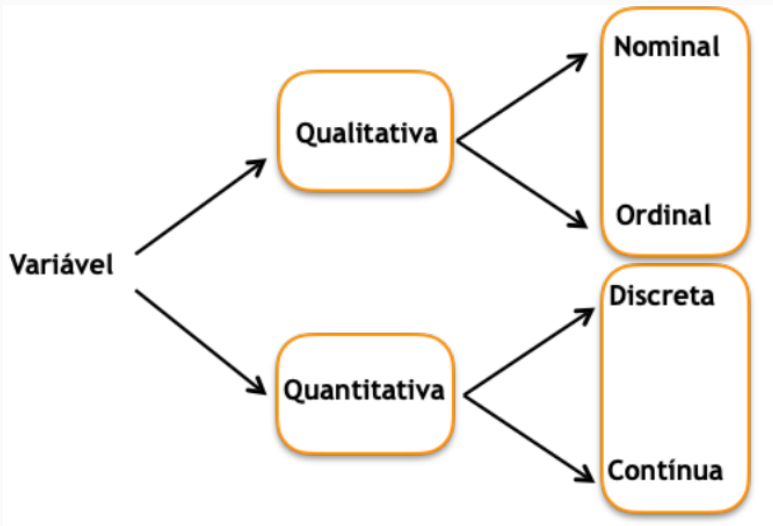 Nominal
Qualitativa
Ordinal
Variável
Discreta
Quantitativa
Contínua